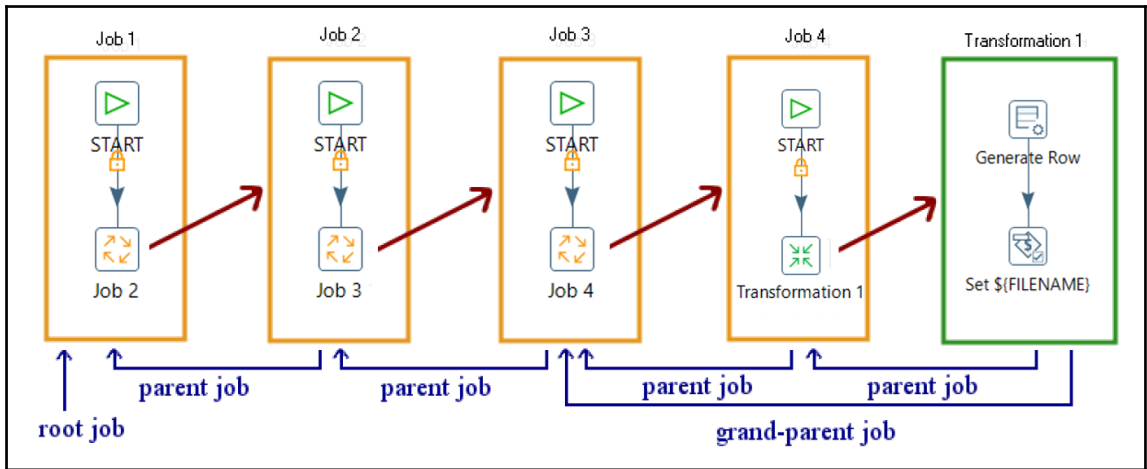 Job 1
Job 2
Job 3
Job 4
Transformation 1
START
START
START
START
Generate Row
Job 2
Job 3
Job 4
Transformation 1
Set ${FILENAME}
parent job
parent job
parent job
parent job
root job
grand-parent job